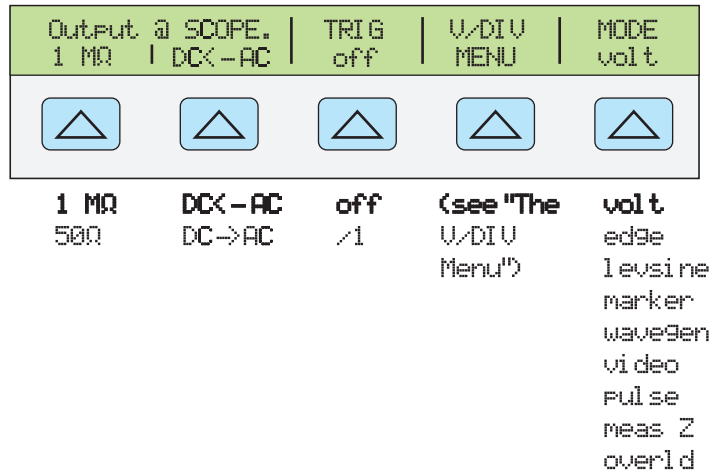 Output @ SCOPE. TRIG V/DIV MODE
1 MΩ DC<-AC off MENU volt
1 MΩ DC<-AC off (see "The volt
50Ω DC->AC /1 V/DIV edge
Menu") levsine
marker
wavegen
video
pulse
meas Z
overld